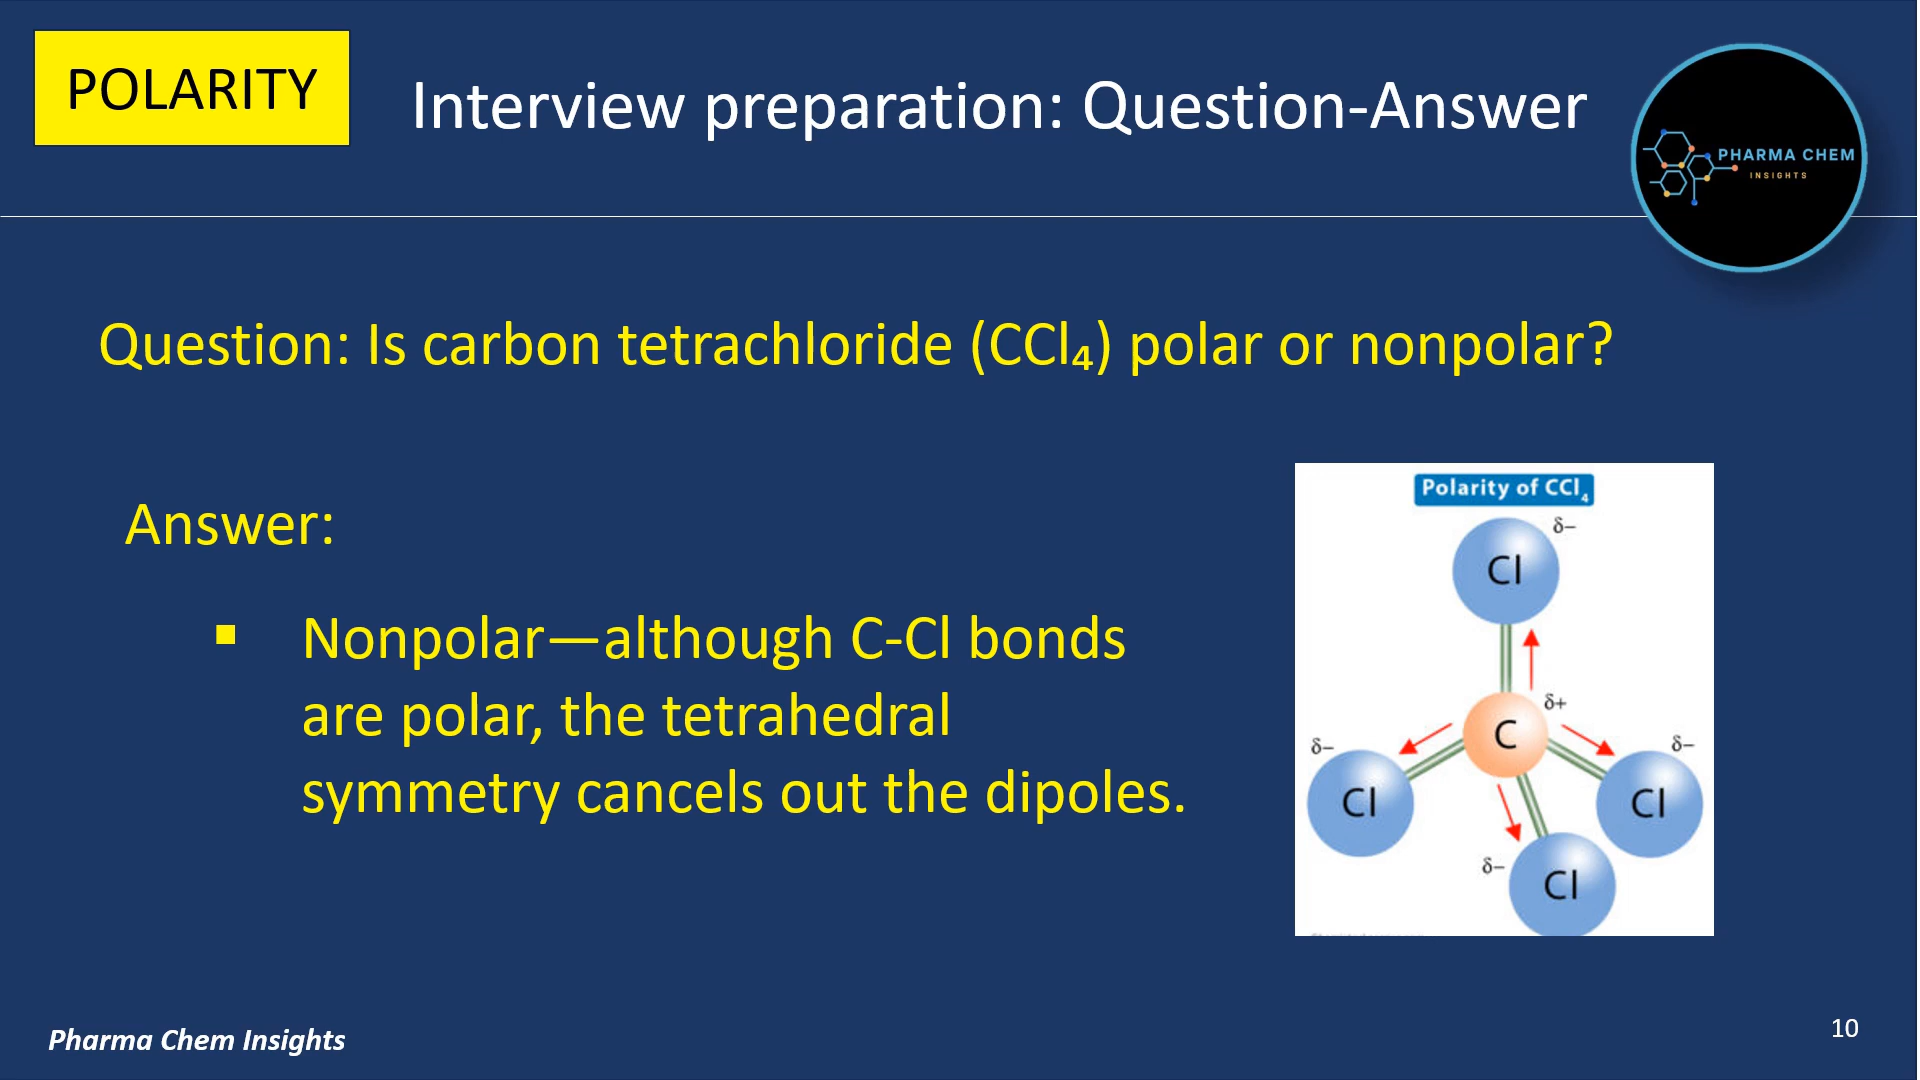 POLARITY
Interview preparation: Question-Answer
PHARMA CHEM
INSIGHTS
Question: Is carbon tetrachloride (CCl₄) polar or nonpolar?
Answer:
▪ Nonpolar—although C-Cl bonds
are polar, the tetrahedral
symmetry cancels out the dipoles.
Polarity of CCl₄
δ−
Cl
δ+
C
δ−
δ−
Cl
Cl
δ−
Cl
Pharma Chem Insights
10